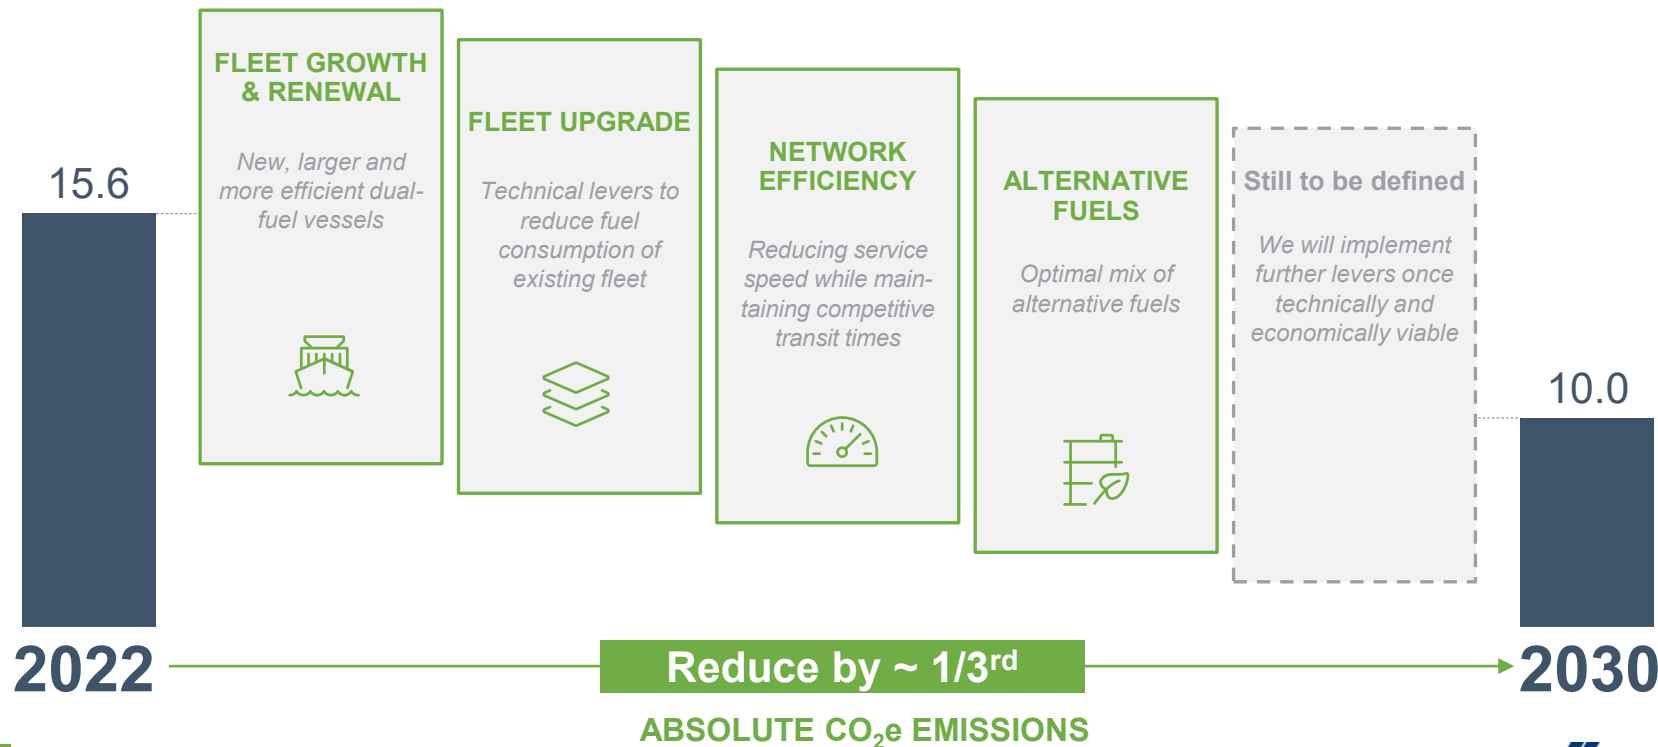 15.6
FLEET GROWTH
& RENEWAL
New, larger and
more efficient dual-
fuel vessels
FLEET UPGRADE
Technical levers to
reduce fuel
consumption of
existing fleet
NETWORK
EFFICIENCY
Reducing service
speed while main-
taining competitive
transit times
ALTERNATIVE
FUELS
Optimal mix of
alternative fuels
Still to be defined
We will implement
further levers once
technically and
economically viable
10.0
2022
Reduce by ~ 1/3rd
2030
ABSOLUTE CO₂e EMISSIONS